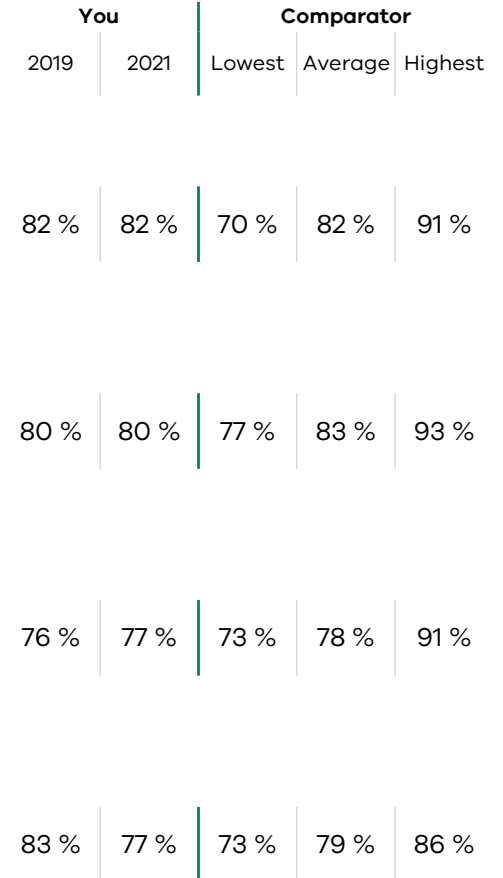 You Comparator
2019 2021 Lowest Average Highest
82 % 82 % 70 % 82 % 91 %
80 % 80 % 77 % 83 % 93 %
76 % 77 % 73 % 78 % 91 %
83 % 77 % 73 % 79 % 86 %